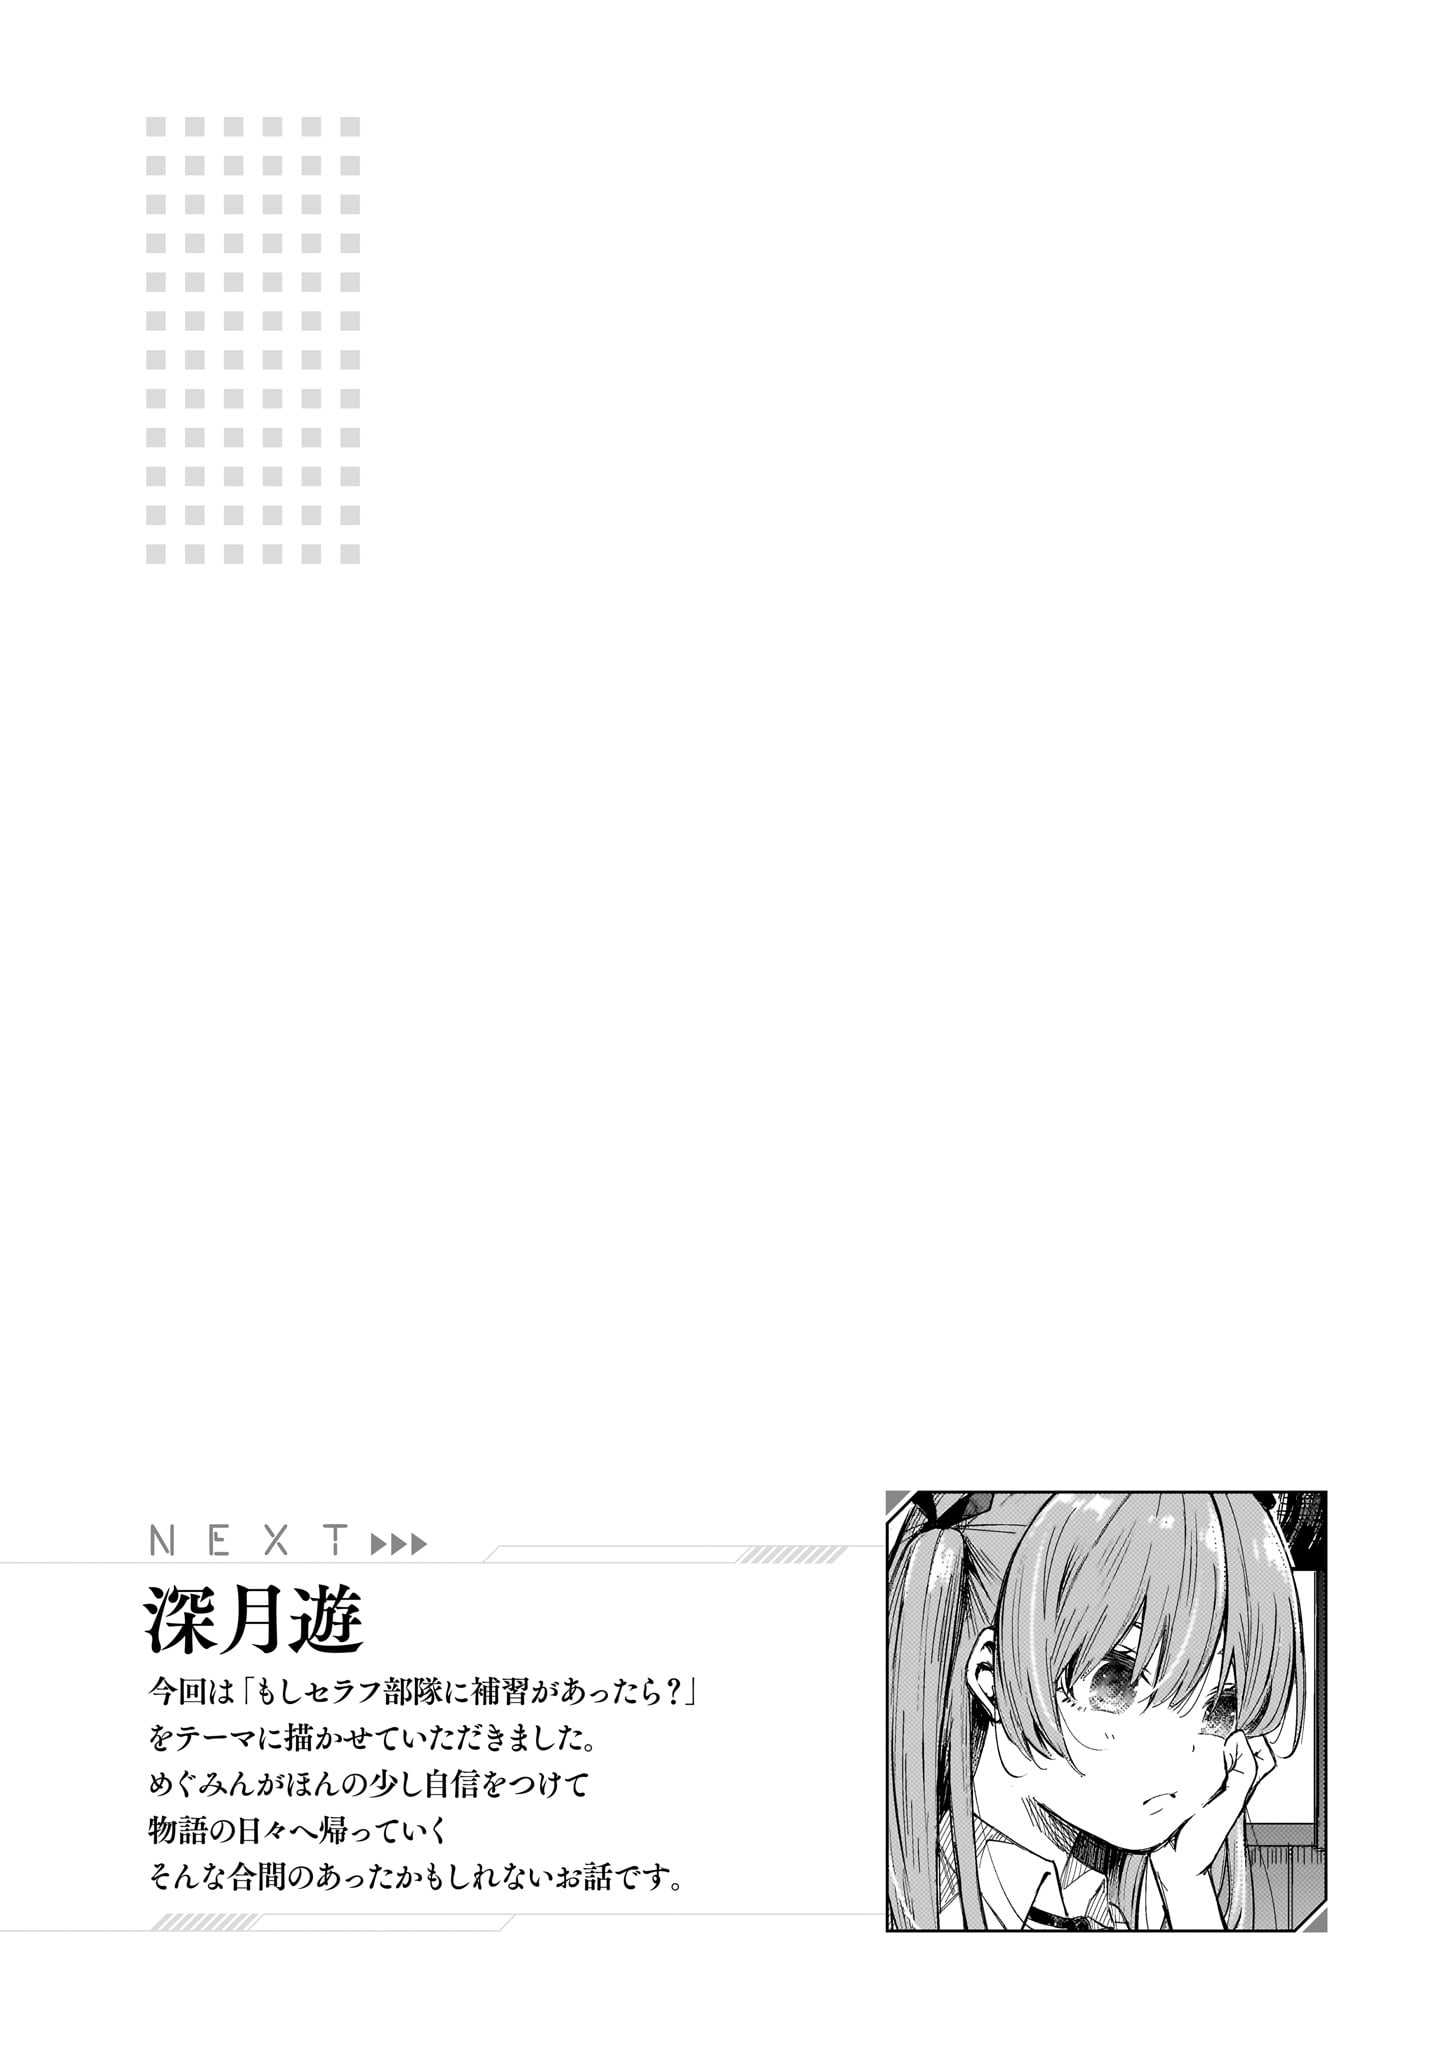 NEXT
深月遊
今回は「もしセラフ部隊に補習があったら?」
をテーマに描かせていただきました。
めぐみんがほんの少し自信をつけて
物語の日々へ帰っていく
そんな合間のあったかもしれないお話です。